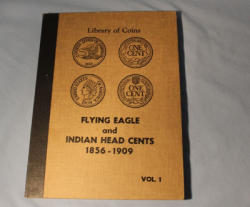 Library of Coins
ONE
CENT
ONE
CENT
FLYING EAGLE
and
INDIAN HEAD CENTS
1856-1909
VOL 1